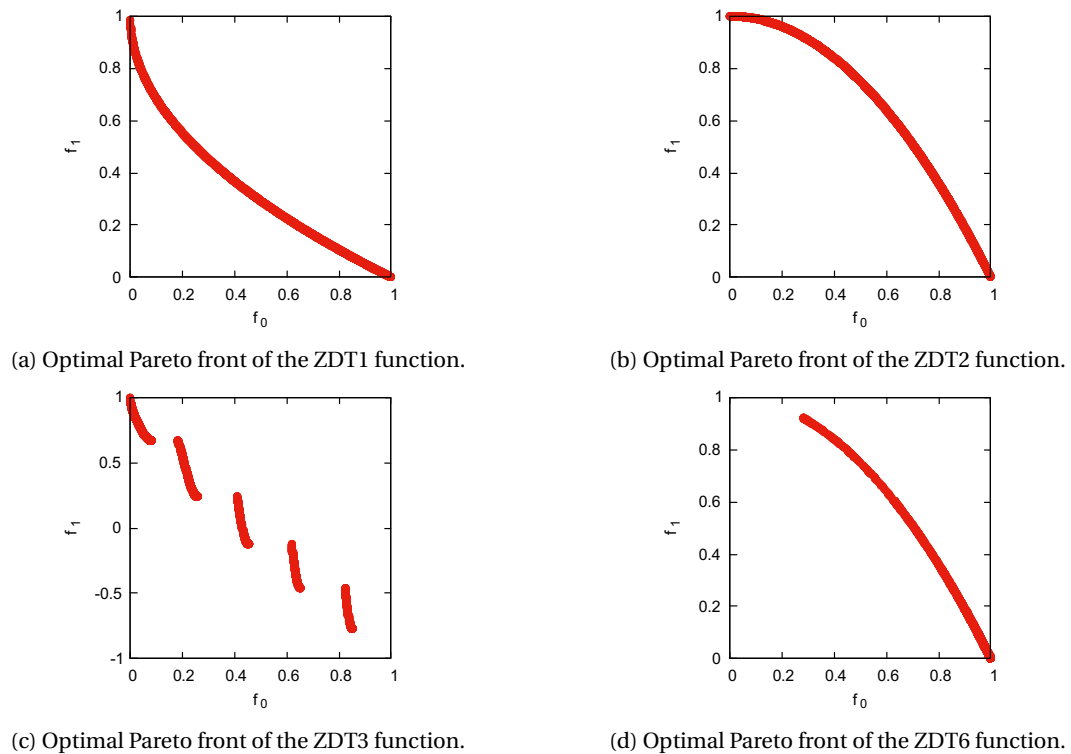 1
0.8
0.6
f1
0.4
0.2
0
0 0.2 0.4 0.6 0.8 1
f0
(a) Optimal Pareto front of the ZDT1 function.
1
0.8
0.6
f1
0.4
0.2
0
0 0.2 0.4 0.6 0.8 1
f0
(b) Optimal Pareto front of the ZDT2 function.
1
0.5
f1
0
-0.5
-1
0 0.2 0.4 0.6 0.8 1
f0
(c) Optimal Pareto front of the ZDT3 function.
1
0.8
0.6
f1
0.4
0.2
0
0 0.2 0.4 0.6 0.8 1
f0
(d) Optimal Pareto front of the ZDT6 function.